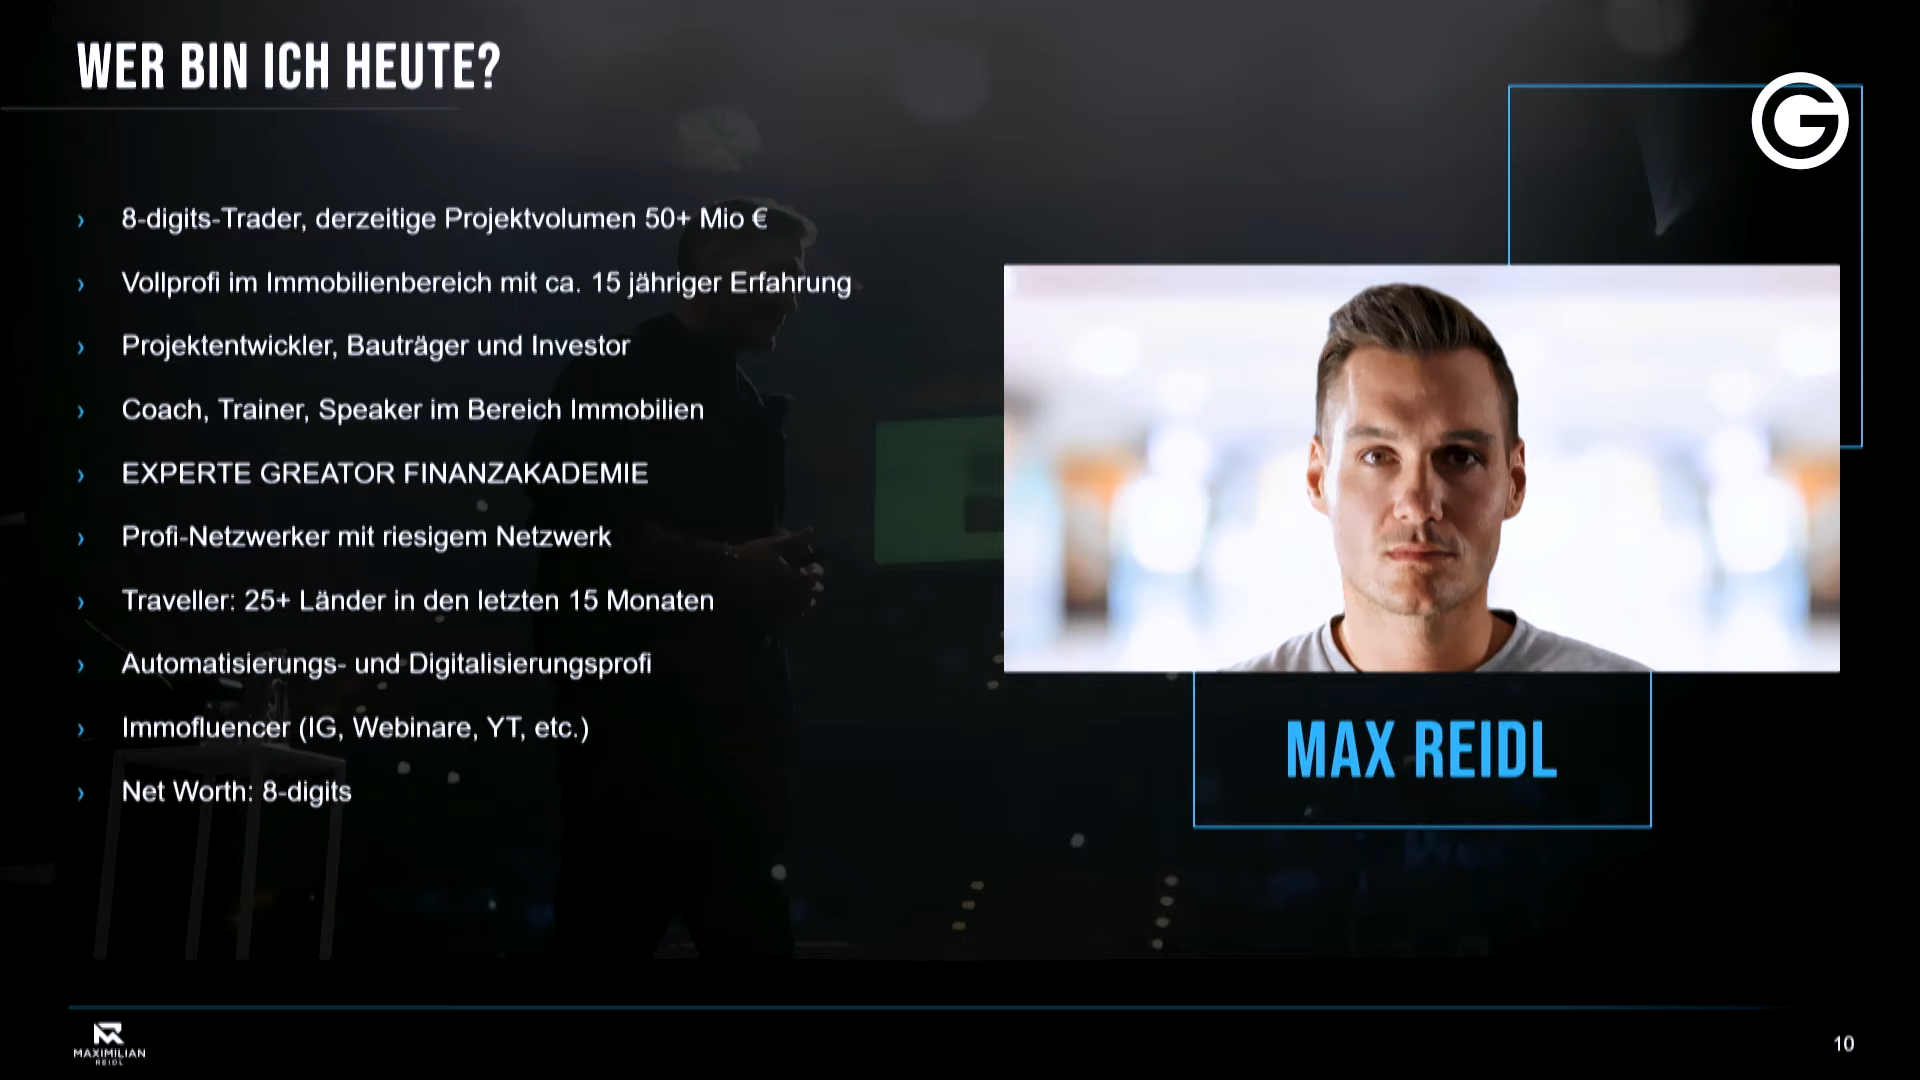 WER BIN ICH HEUTE?
› 8-digits-Trader, derzeitige Projektvolumen 50+ Mio €
› Vollprofi im Immobilienbereich mit ca. 15 jähriger Erfahrung
› Projektentwickler, Bauträger und Investor
› Coach, Trainer, Speaker im Bereich Immobilien
› EXPERTE GREATOR FINANZAKADEMIE
› Profi-Netzwerker mit riesigem Netzwerk
› Traveller: 25+ Länder in den letzten 15 Monaten
› Automatisierungs- und Digitalisierungsprofi
› Immofluencer (IG, Webinare, YT, etc.)
› Net Worth: 8-digits
G
MAX REIDL
MAXIMILIAN
REIDL
10